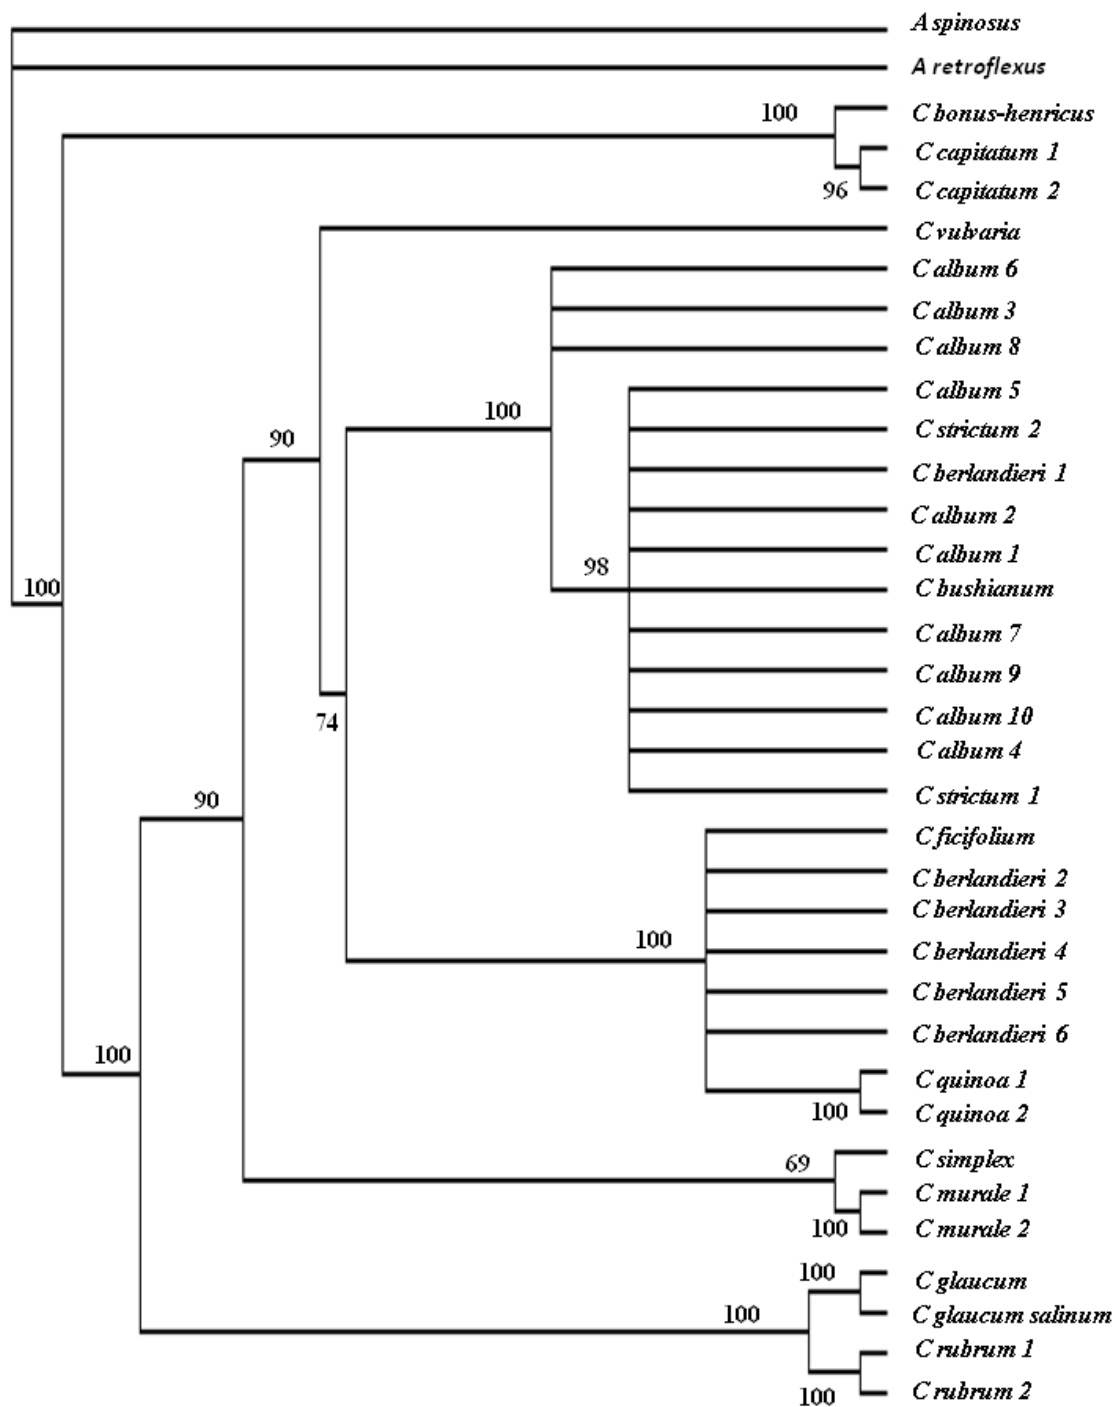 A spinosus
A retroflexus
100
C bonus-henricus
C capitatum 1
96
C capitatum 2
C vulvaria
C album 6
C album 3
C album 8
C album 5
100
C strictum 2
90
C berlandieri 1
C album 2
C album 1
98
100
C bushianum
C album 7
C album 9
74
C album 10
C album 4
90
C strictum 1
C ficifolium
C berlandieri 2
C berlandieri 3
100
C berlandieri 4
C berlandieri 5
C berlandieri 6
100
C quinoa 1
100
C quinoa 2
69
C simplex
C murale 1
100
C murale 2
100
C glaucum
100
C glaucum salinum
C rubrum 1
100
C rubrum 2